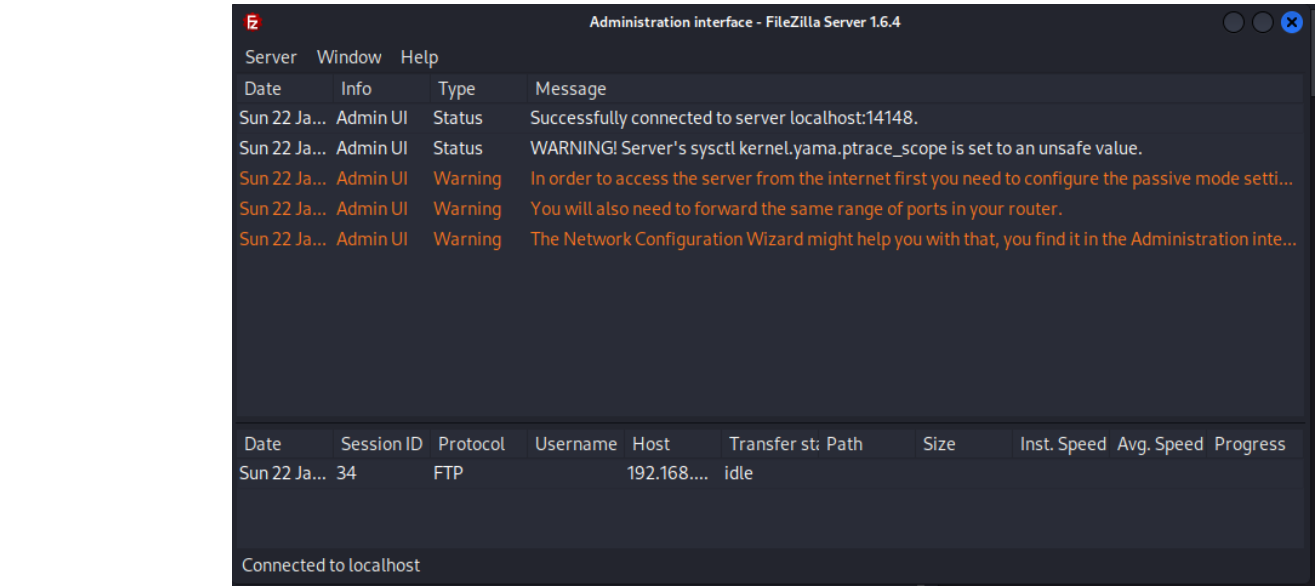 Administration interface - FileZilla Server 1.6.4
Server Window Help
Date Info Type Message
Sun 22 Ja... Admin UI Status Successfully connected to server localhost:14148.
Sun 22 Ja... Admin UI Status WARNING! Server's sysctl kernel.yama.ptrace_scope is set to an unsafe value.
Sun 22 Ja... Admin UI Warning In order to access the server from the internet first you need to configure the passive mode setti...
Sun 22 Ja... Admin UI Warning You will also need to forward the same range of ports in your router.
Sun 22 Ja... Admin UI Warning The Network Configuration Wizard might help you with that, you find it in the Administration inte...
Date Session ID Protocol Username Host Transfer sta Path Size Inst. Speed Avg. Speed Progress
Sun 22 Ja... 34 FTP 192.168.... idle
Connected to localhost